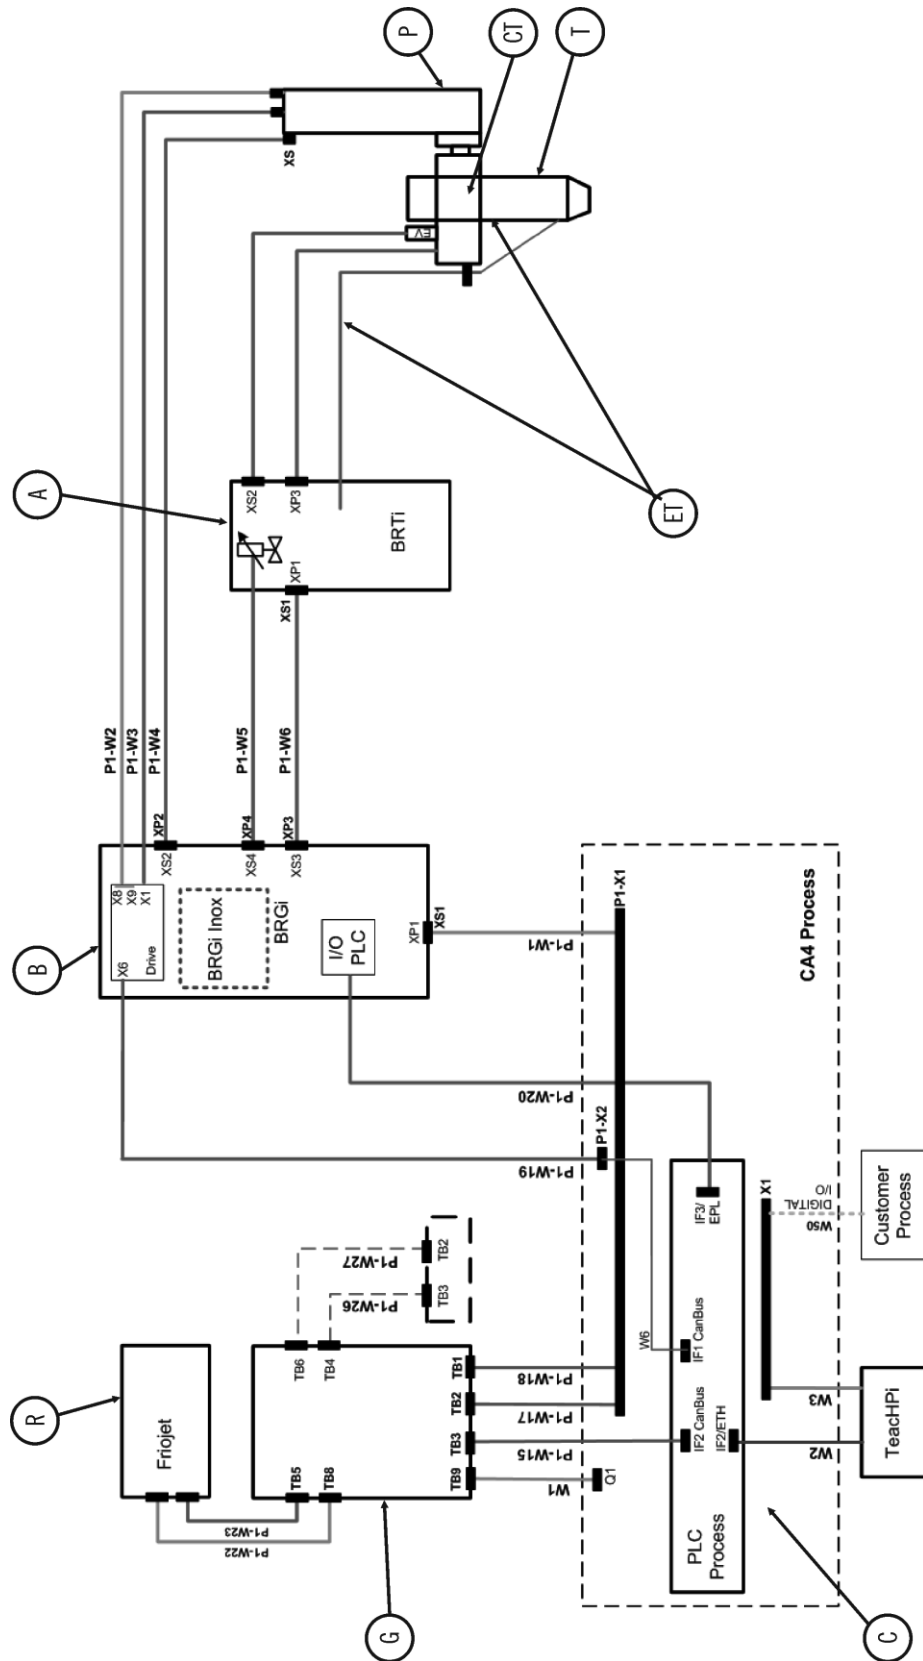 P
CT
T
XS
EV
A
XS2
XP3
XP1
BRTi
XS1
ET
P1-W2
P1-W3
P1-W4
P1-W5
P1-W6
XP2
XP4
XP3
XS2
XS4
XS3
X8
X9
X1
X6
Drive
BRGi Inox
BRGi
I/O
PLC
XP1
XS1
B
P1-W1
P1-X1
CA4 Process
P1-W20
P1-X2
P1-W19
IF3/
EPL
X1
DIGITAL
I/O
W50
Customer
Process
P1-W27
TB2
P1-W26
TB3
W6
IF1 CanBus
R
Friojet
TB6
TB4
TB1
P1-W18
TB2
P1-W17
TB3
P1-W15
TB9
W1
Q1
TB5
TB8
P1-W23
P1-W22
IF2 CanBus
IF2/ETH
W3
W2
TeacHPi
PLC
Process
G
C